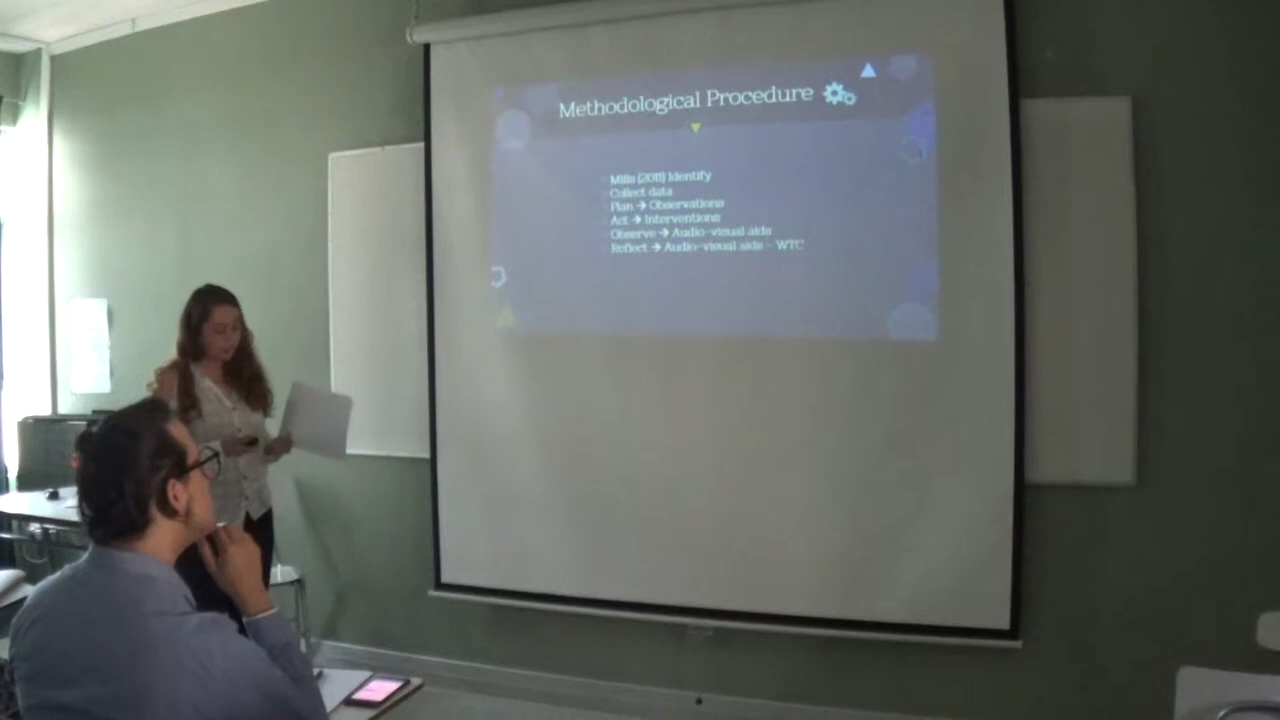 Methodological Procedure
Mills (2011) Identify
Collect data
Plan → Observations
Act → Interventions
Observe → Audio-visual aids
Reflect → Audio-visual aids - WTC